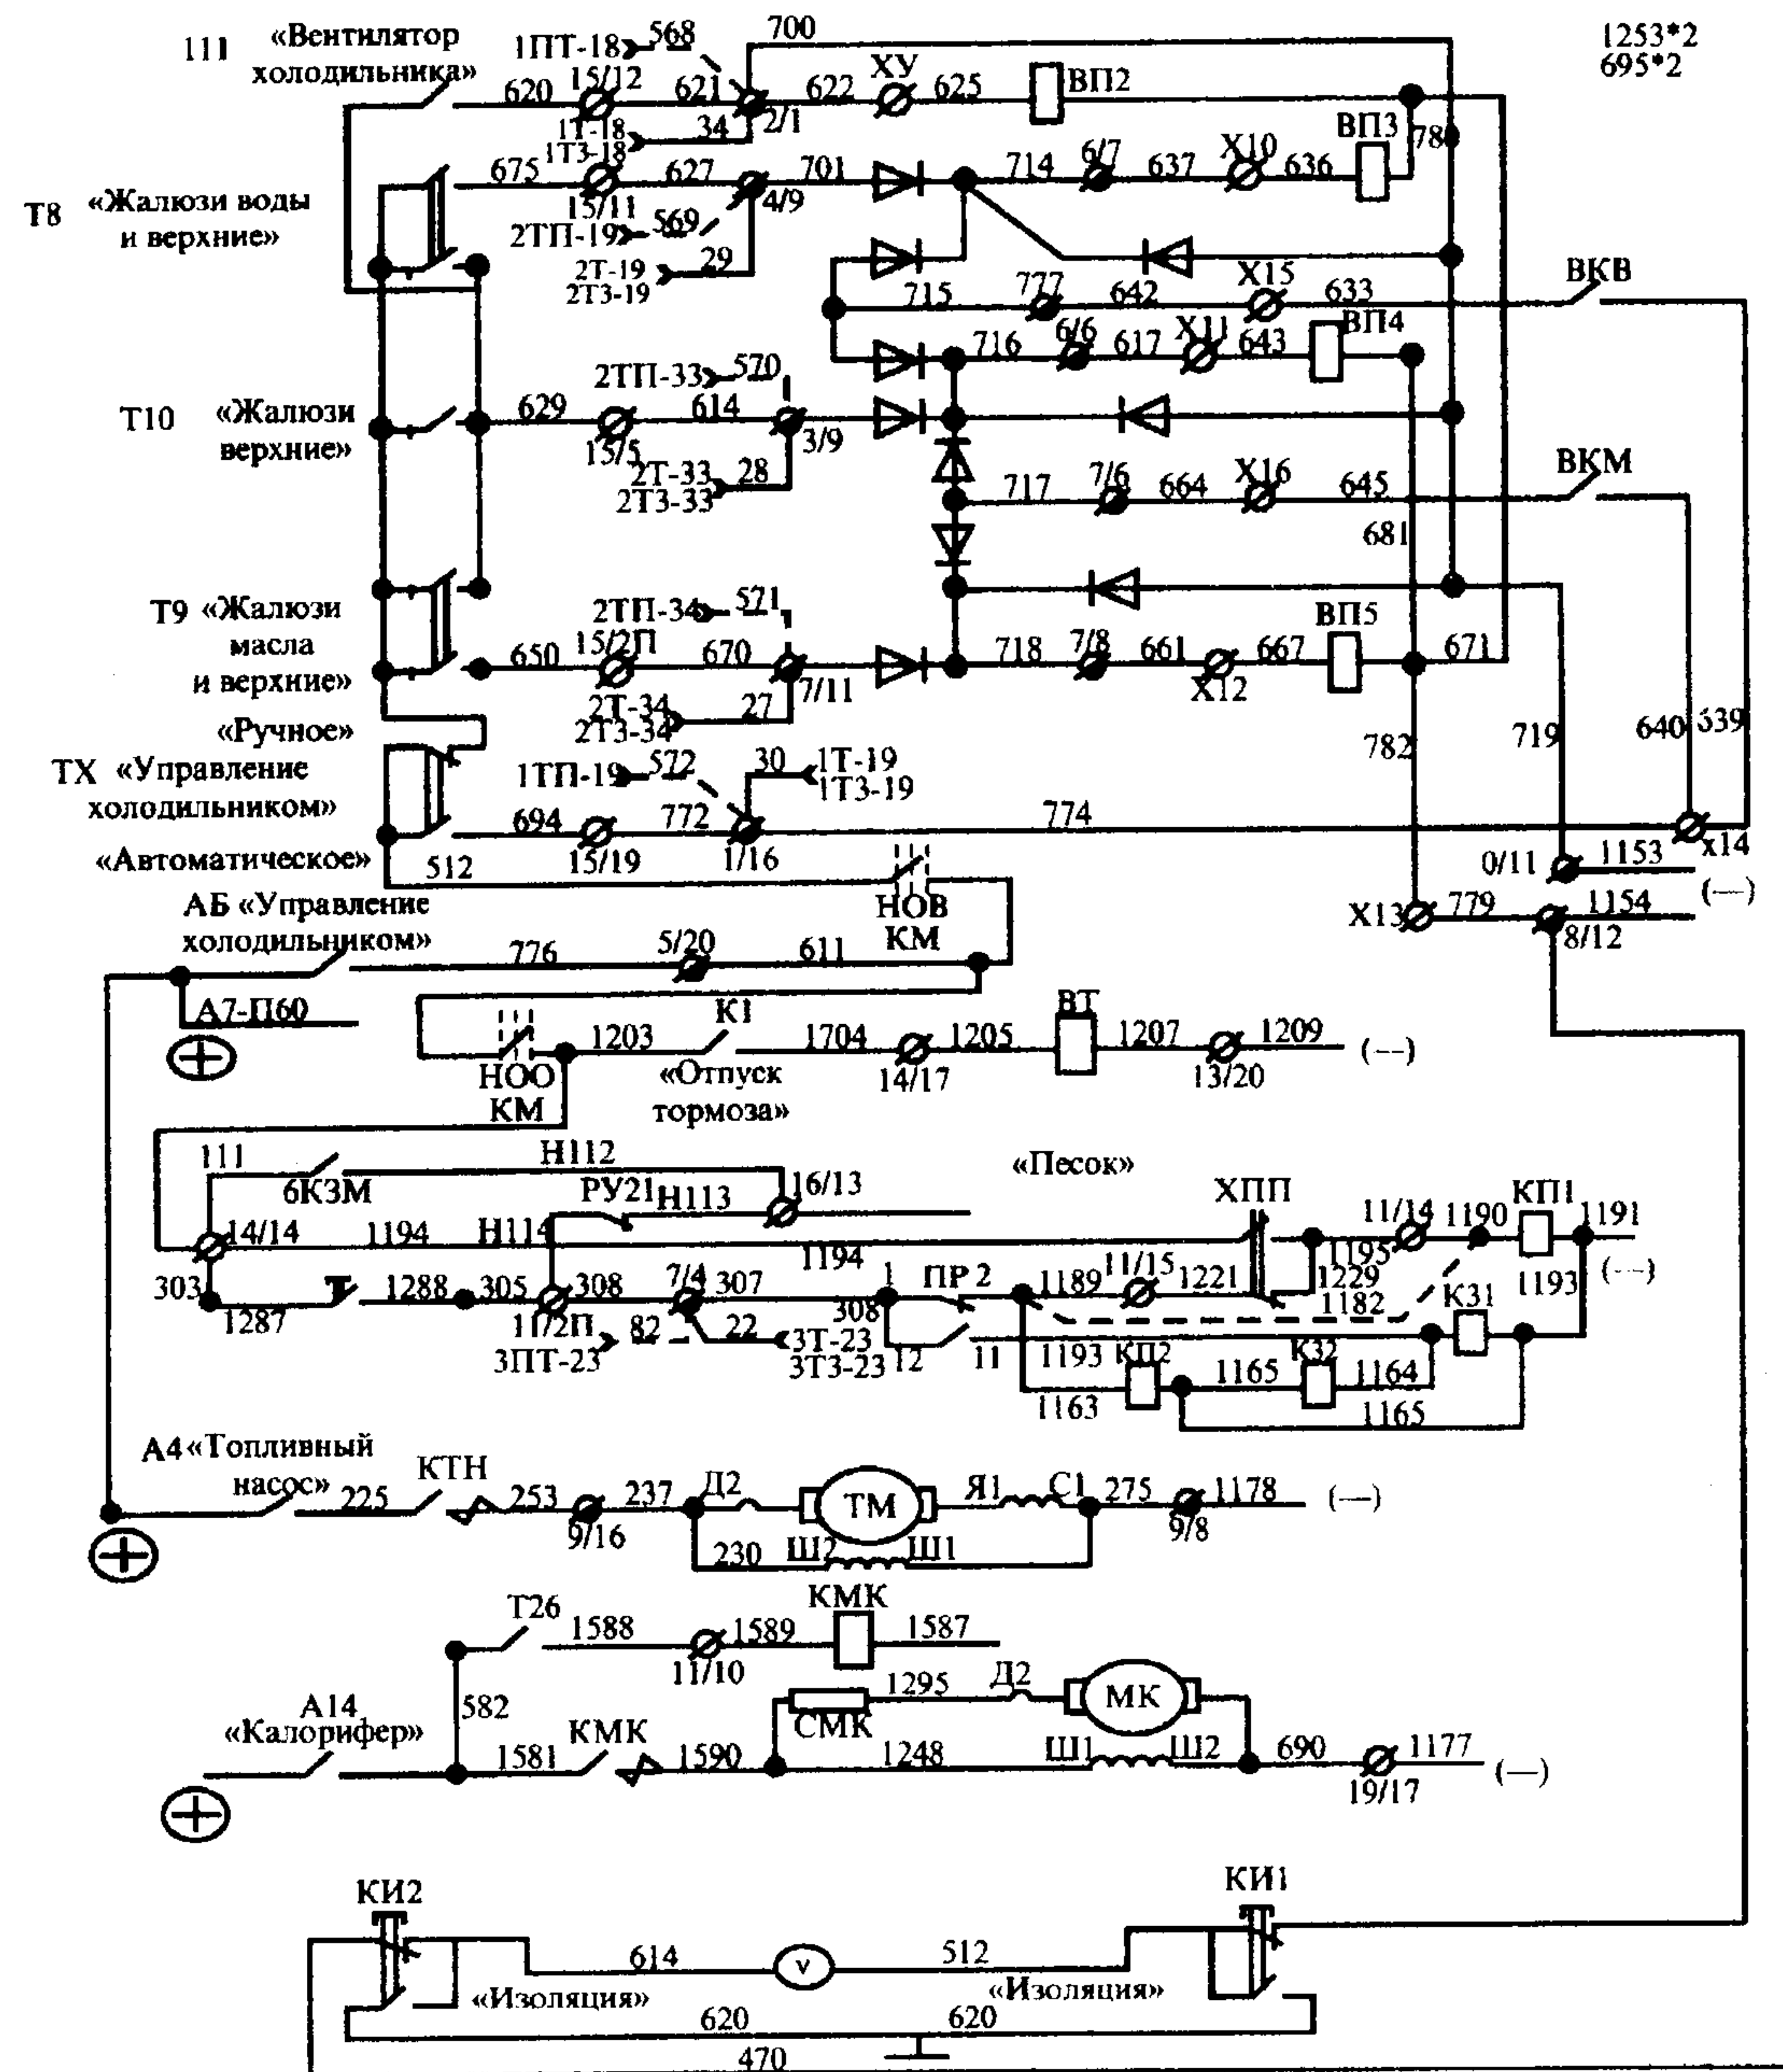 111 «Вентилятор
холодильника»
1ПТ-18 568 700
1253*2
695*2
620 15/12 621 2/1 622 ХУ 625 ВП2
1Т-18 34
1ТЗ-18
Т8 «Жалюзи воды
и верхние»
675 15/11 627 4/9 701 714 6/7 637 Х10 636 ВП3
2ТП-19 569
2Т-19 29
2ТЗ-19
715 777 642 Х15 633 ВКВ
716 6/6 617 Х11 643 ВП4
2ТП-33 570
Т10 «Жалюзи
верхние»
629 15/5 614 3/9
2Т-33 28
2ТЗ-33
717 7/6 664 Х16 645 ВКМ
681
Т9 «Жалюзи
масла
и верхние»
2ТП-34 571
650 15/2П 670 7/11 718 7/8 661 Х12 667 ВП5 671
2Т-34 27
2ТЗ-34
«Ручное»
782 719 640 639
ТХ «Управление
холодильником»
1ТП-19 572 30 1Т-19
1ТЗ-19
694 15/19 772 1/16 774 х14
«Автоматическое»
512
НОВ
КМ
0/11 1153
(—)
Х13 779 8/12 1154
АБ «Управление
холодильником»
776 5/20 611
А7-П60
НОО
КМ
1203 К1 1704 14/17 1205 ВТ 1207 13/20 1209 (—)
«Отпуск
тормоза»
111 6КЗМ Н112
«Песок»
РУ21 Н113 16/13
14/14 1194 Н114 1194 ХПП 1195 11/14 1190 КП1 1191
(—)
303 1287 1288 305 11/2П 308 7/4 307 1 308 ПР 2 1189 11/15 1221 1229
1182 1193
3ПТ-23 82 22 3Т-23
3ТЗ-23
12 11 1193 КЗ1
1163 КП2 1165 КЗ2 1164
1165
А4 «Топливный
насос»
225 КТН 253 9/16 237 Д2 ТМ Я1 С1 275 9/8 1178 (—)
230 Ш2 Ш1
Т26 1588 11/10 1589 КМК 1587
А14
«Калорифер»
582
1581 КМК 1590 СМК 1295 Д2 МК
1248 Ш1 Ш2 690 19/17 1177 (—)
КИ2 КИ1
614 V 512
«Изоляция» «Изоляция»
620 620
470